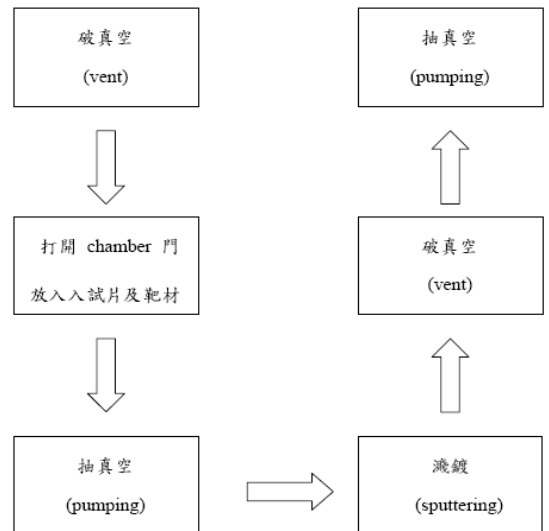 破真空
(vent)
打開 chamber 門
放入入試片及靶材
抽真空
(pumping)
濺鍍
(sputtering)
破真空
(vent)
抽真空
(pumping)